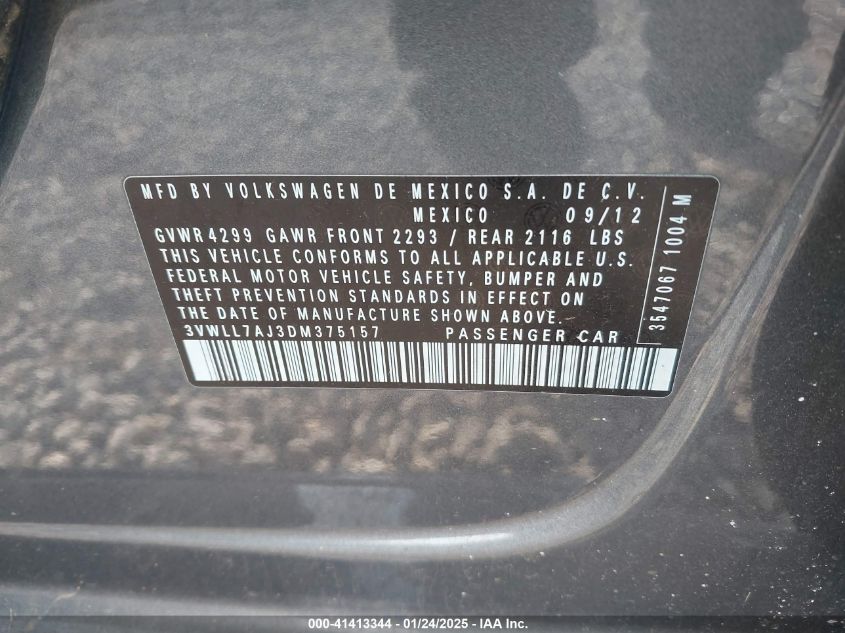 MFD BY VOLKSWAGEN DE MEXICO S.A. DE C.V.
MEXICO 09/12
GVWR 4299 GAWR FRONT 2293 / REAR 2116 LBS
THIS VEHICLE CONFORMS TO ALL APPLICABLE U.S.
FEDERAL MOTOR VEHICLE SAFETY, BUMPER AND
THEFT PREVENTION STANDARDS IN EFFECT ON
THE DATE OF MANUFACTURE SHOWN ABOVE.
3VWLL7AJ3DM375157 PASSENGER CAR
35470671004 M
000-41413344 — 01/24/2025 — IAA Inc.